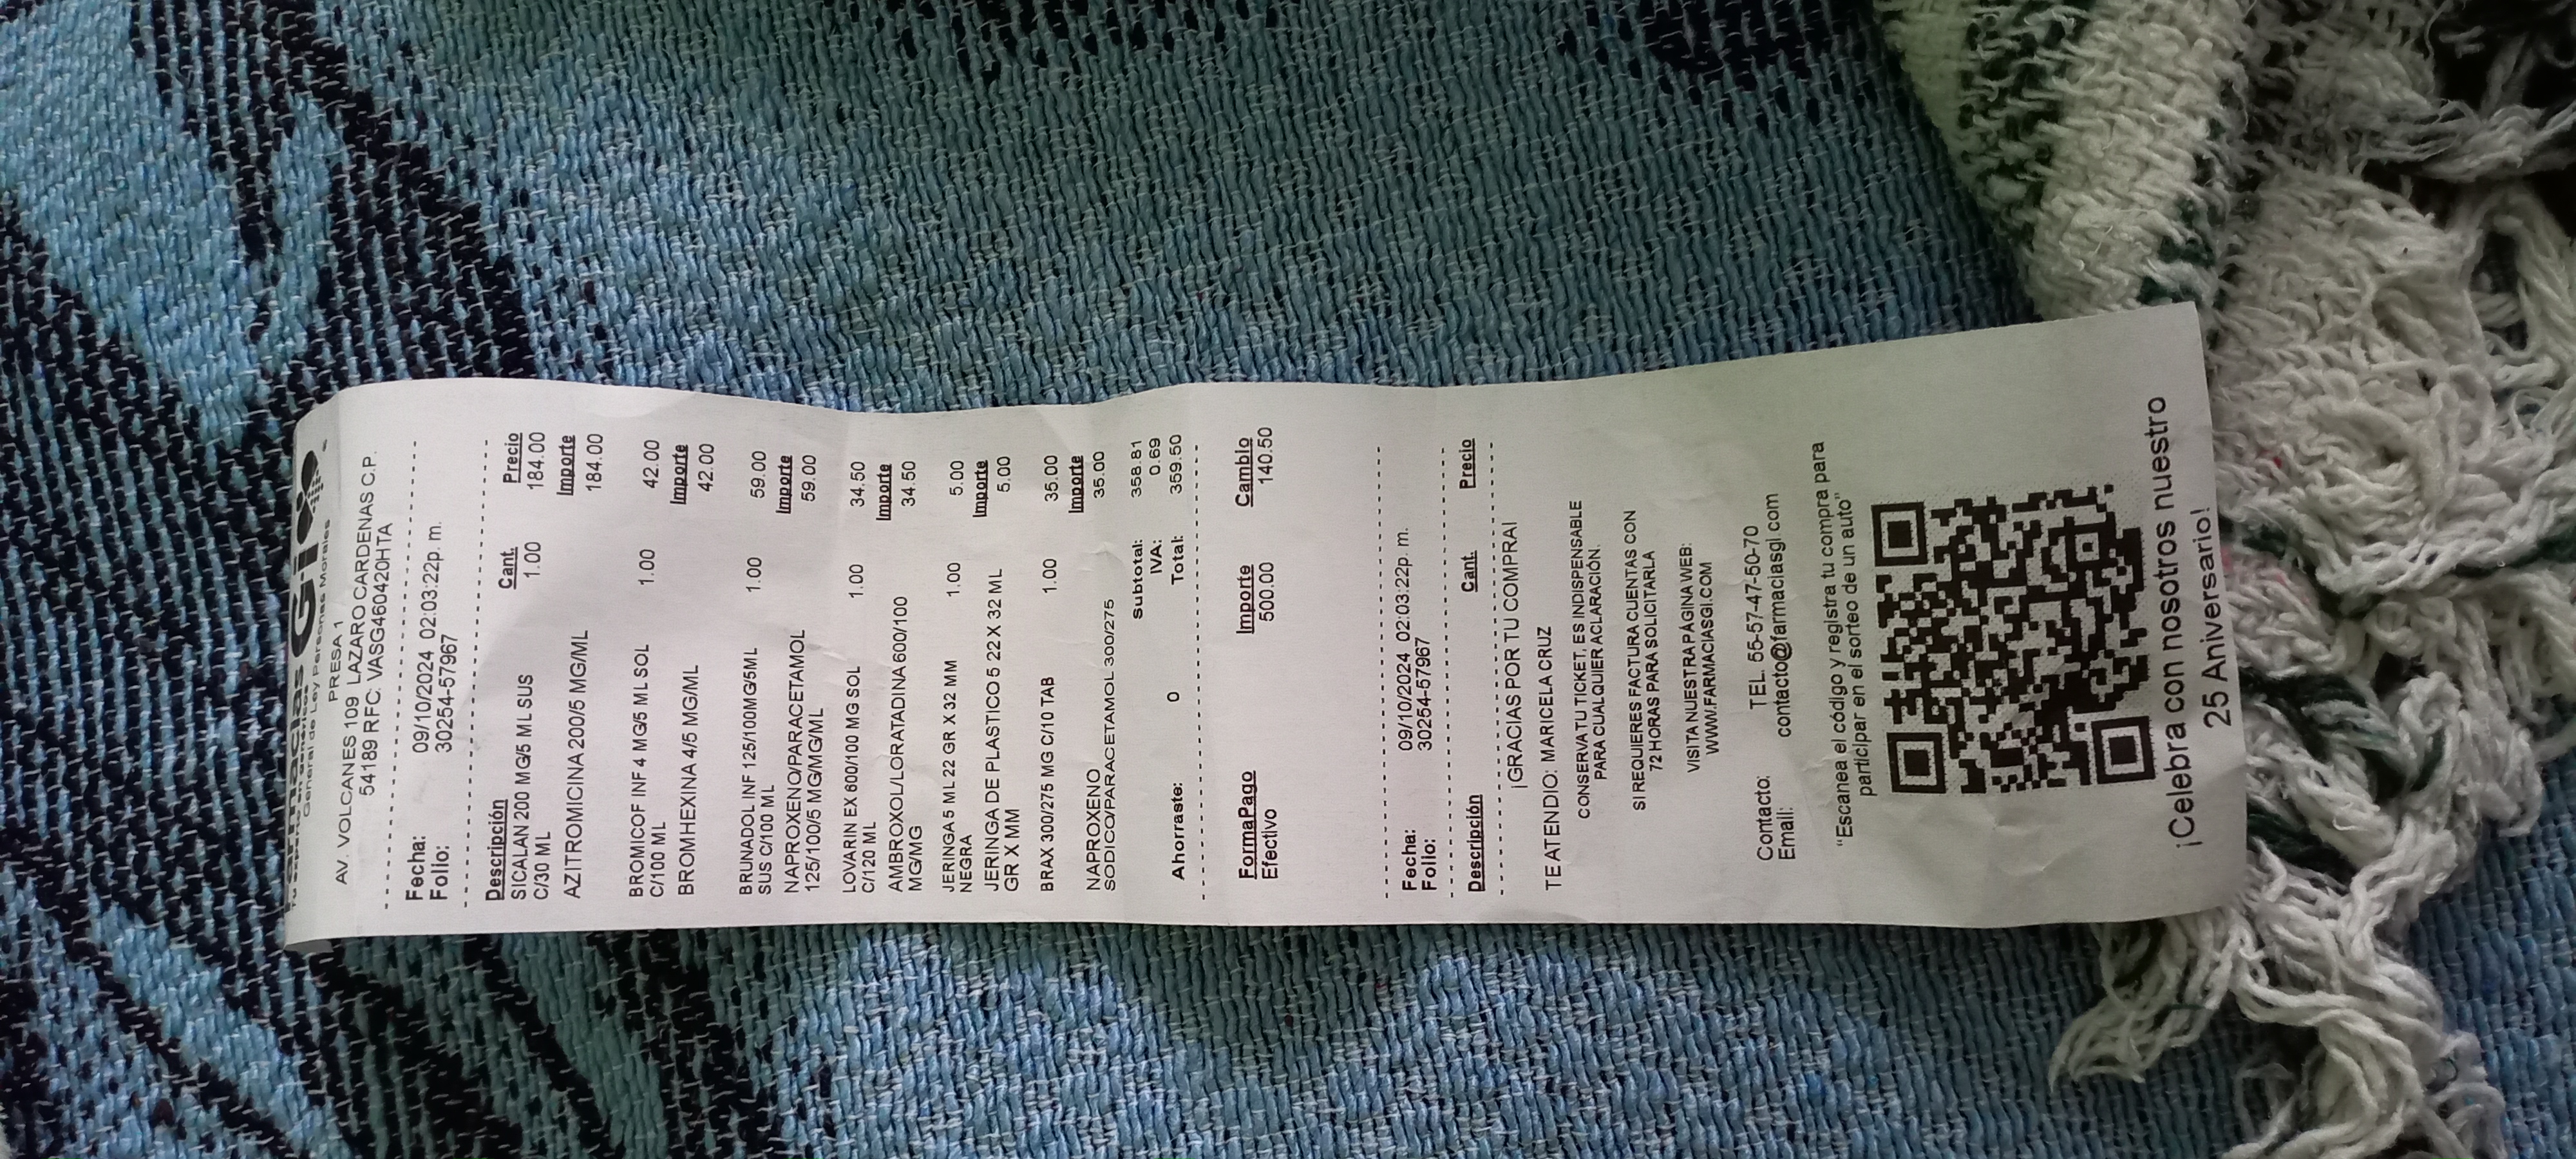 Farmacias Gi
Tu experto en genéricos
General de Ley Personas Morales
AV. VOLCANES 109 LAZARO CARDENAS C.P.
PRESA 1
54189 RFC: VASG460420HTA
Fecha: 09/10/2024 02:03:22p. m.
Folio: 30254-57967
Descripción Cant. Precio
SICALAN 200 MG/5 ML SUS 1.00 184.00
C/30 ML
Importe
AZITROMICINA 200/5 MG/ML 184.00
BROMICOF INF 4 MG/5 ML SOL 1.00 42.00
C/100 ML
Importe
BROMHEXINA 4/5 MG/ML 42.00
BRUNADOL INF 125/100MG/5ML 1.00 59.00
SUS C/100 ML
Importe
NAPROXENO/PARACETAMOL 59.00
125/100/5 MG/MG/ML
LOVARIN EX 600/100 MG SOL 1.00 34.50
C/120 ML
Importe
AMBROXOL/LORATADINA 600/100 34.50
MG/MG
JERINGA 5 ML 22 GR X 32 MM 1.00 5.00
NEGRA
Importe
JERINGA DE PLASTICO 5 22 X 32 ML 5.00
GR X MM
BRAX 300/275 MG C/10 TAB 1.00 35.00
Importe
NAPROXENO 35.00
SODICO/PARACETAMOL 300/275
Subtotal: 358.81
IVA: 0.69
Ahorraste: 0 Total: 359.50
FormaPago Importe Cambio
Efectivo 500.00 140.50
Fecha: 09/10/2024 02:03:22p. m.
Folio: 30254-57967
Descripción Cant. Precio
¡GRACIAS POR TU COMPRA!
TE ATENDIO: MARICELA CRUZ
CONSERVA TU TICKET, ES INDISPENSABLE
PARA CUALQUIER ACLARACIÓN.
SI REQUIERES FACTURA CUENTAS CON
72 HORAS PARA SOLICITARLA
VISITA NUESTRA PÁGINA WEB:
WWW.FARMACIASGI.COM
Contacto: TEL. 55-57-47-50-70
Email: contacto@farmaciasgi.com
"Escanea el código y registra tu compra para
participar en el sorteo de un auto"
¡Celebra con nosotros nuestro
25 Aniversario!